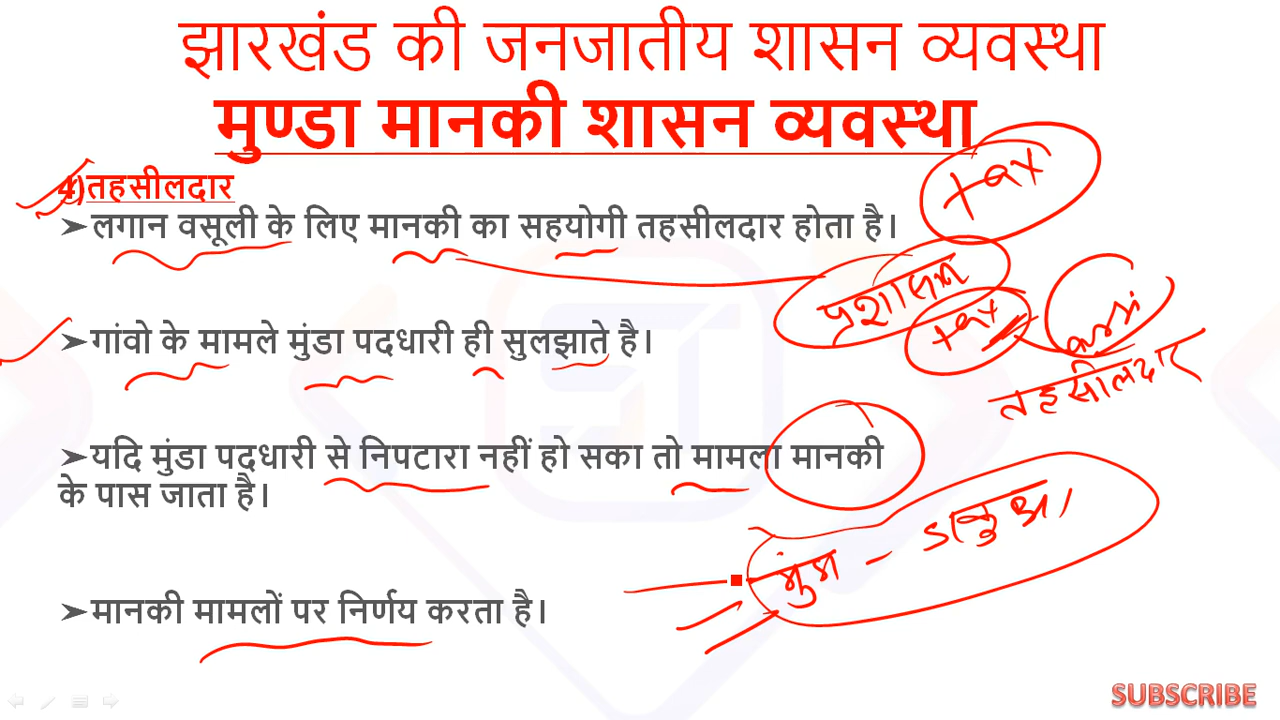 झारखंड की जनजातीय शासन व्यवस्था
मुण्डा मानकी शासन व्यवस्था
4)तहसीलदार
➤लगान वसूली के लिए मानकी का सहयोगी तहसीलदार होता है।
tax
प्रशासन
tax
तहसीलदार
➤गांवो के मामले मुंडा पदधारी ही सुलझाते है।
➤यदि मुंडा पदधारी से निपटारा नहीं हो सका तो मामला मानकी
के पास जाता है।
मुंडा - डाकुआ
➤मानकी मामलों पर निर्णय करता है।
SUBSCRIBE